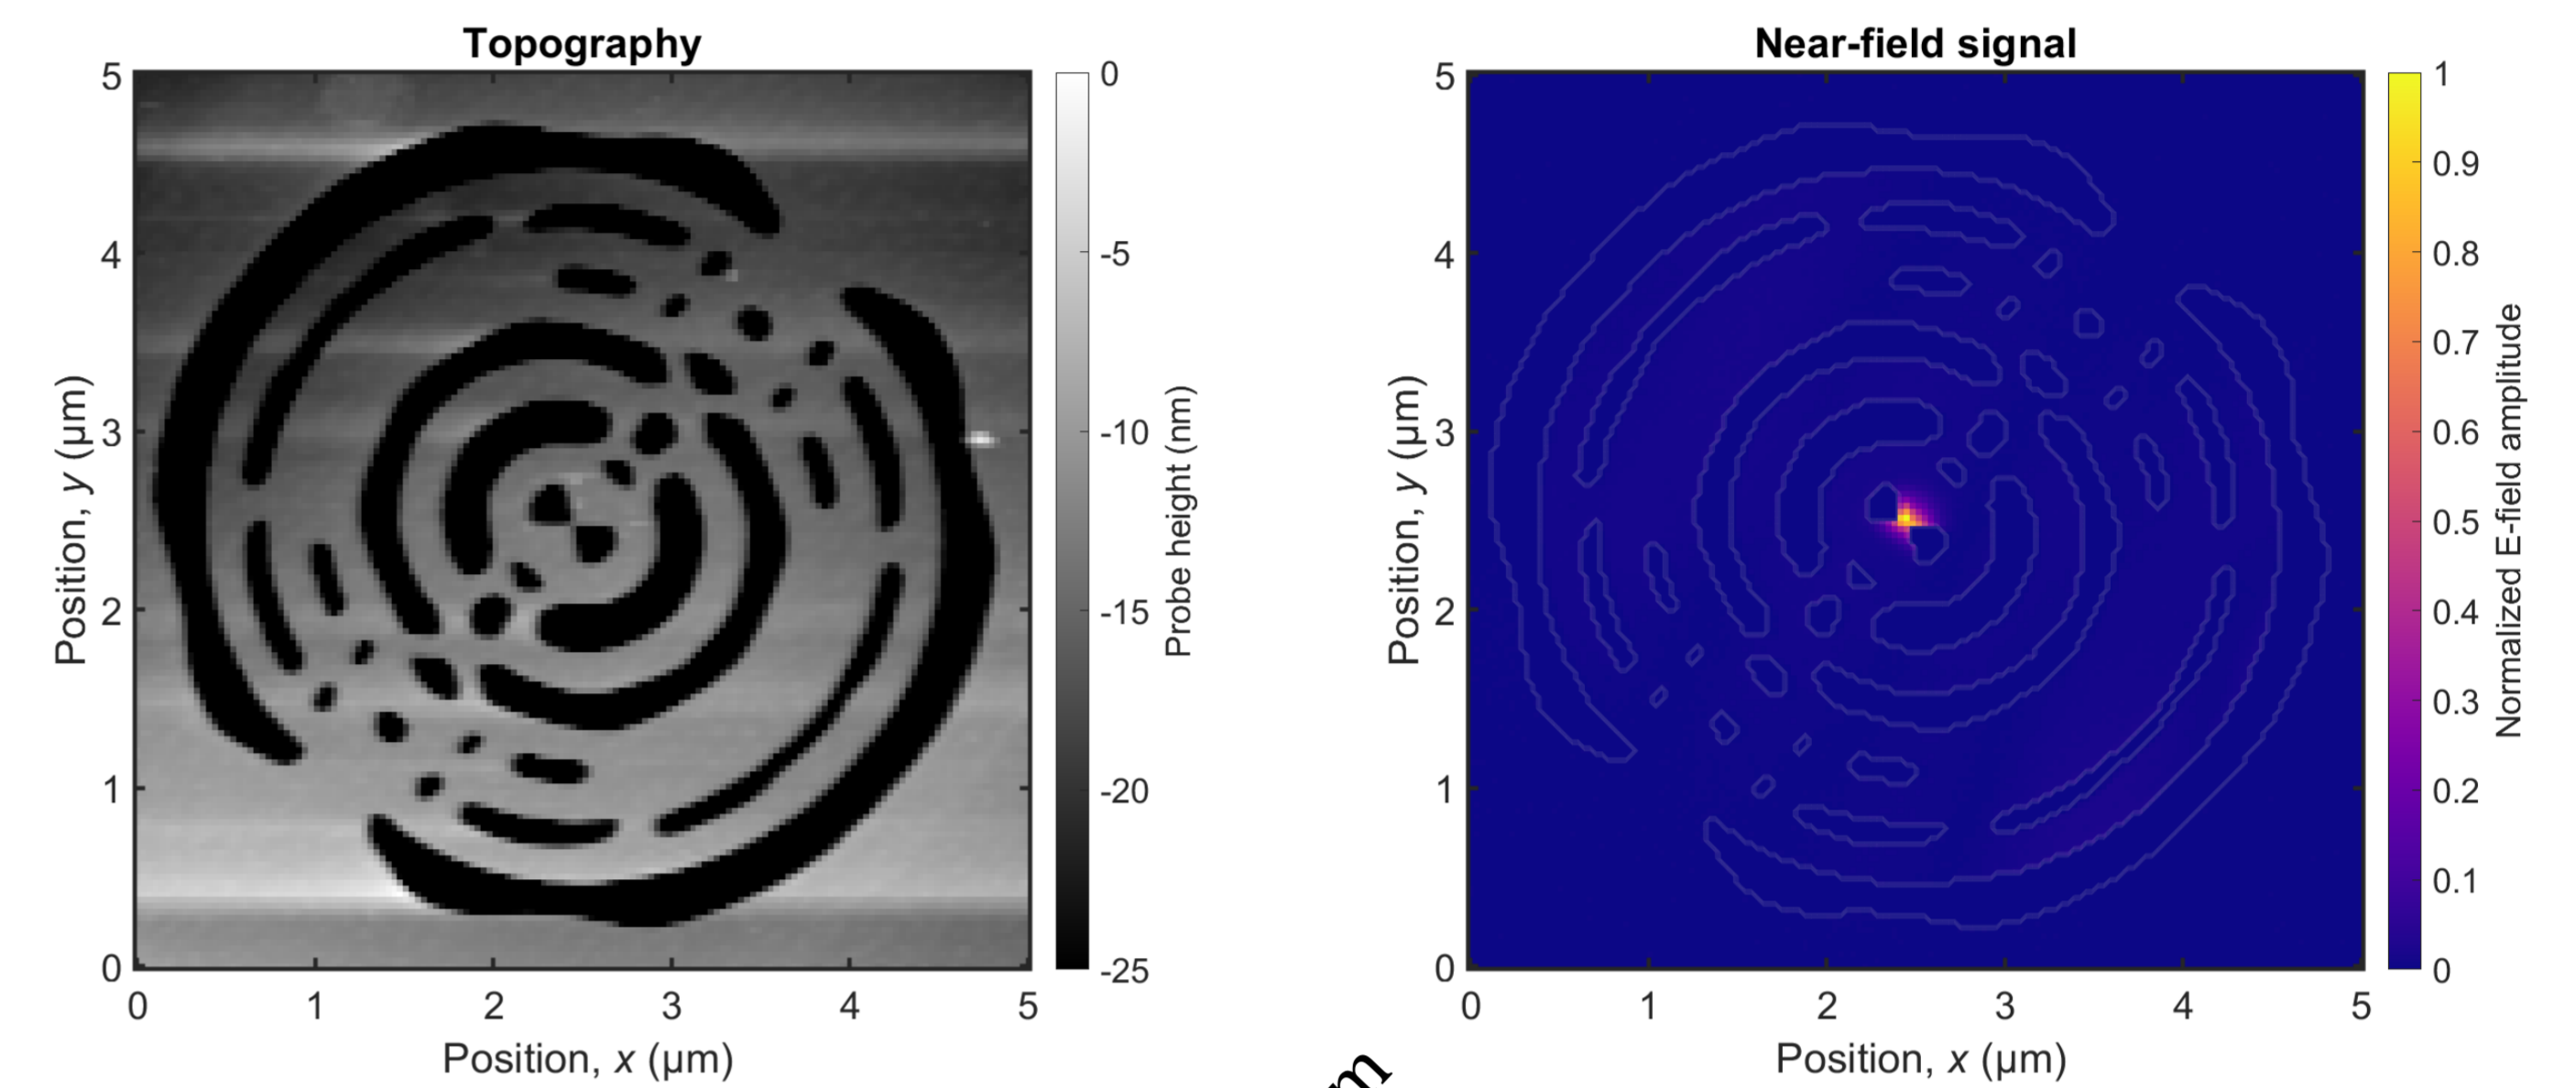 Topography
5
4
3
2
1
0
0 1 2 3 4 5
Position, y (μm)
Position, x (μm)
0
-5
-10
-15
-20
-25
Probe height (nm)
Near-field signal
5
4
3
2
1
0
0 1 2 3 4 5
Position, y (μm)
Position, x (μm)
1
0.9
0.8
0.7
0.6
0.5
0.4
0.3
0.2
0.1
0
Normalized E-field amplitude
m